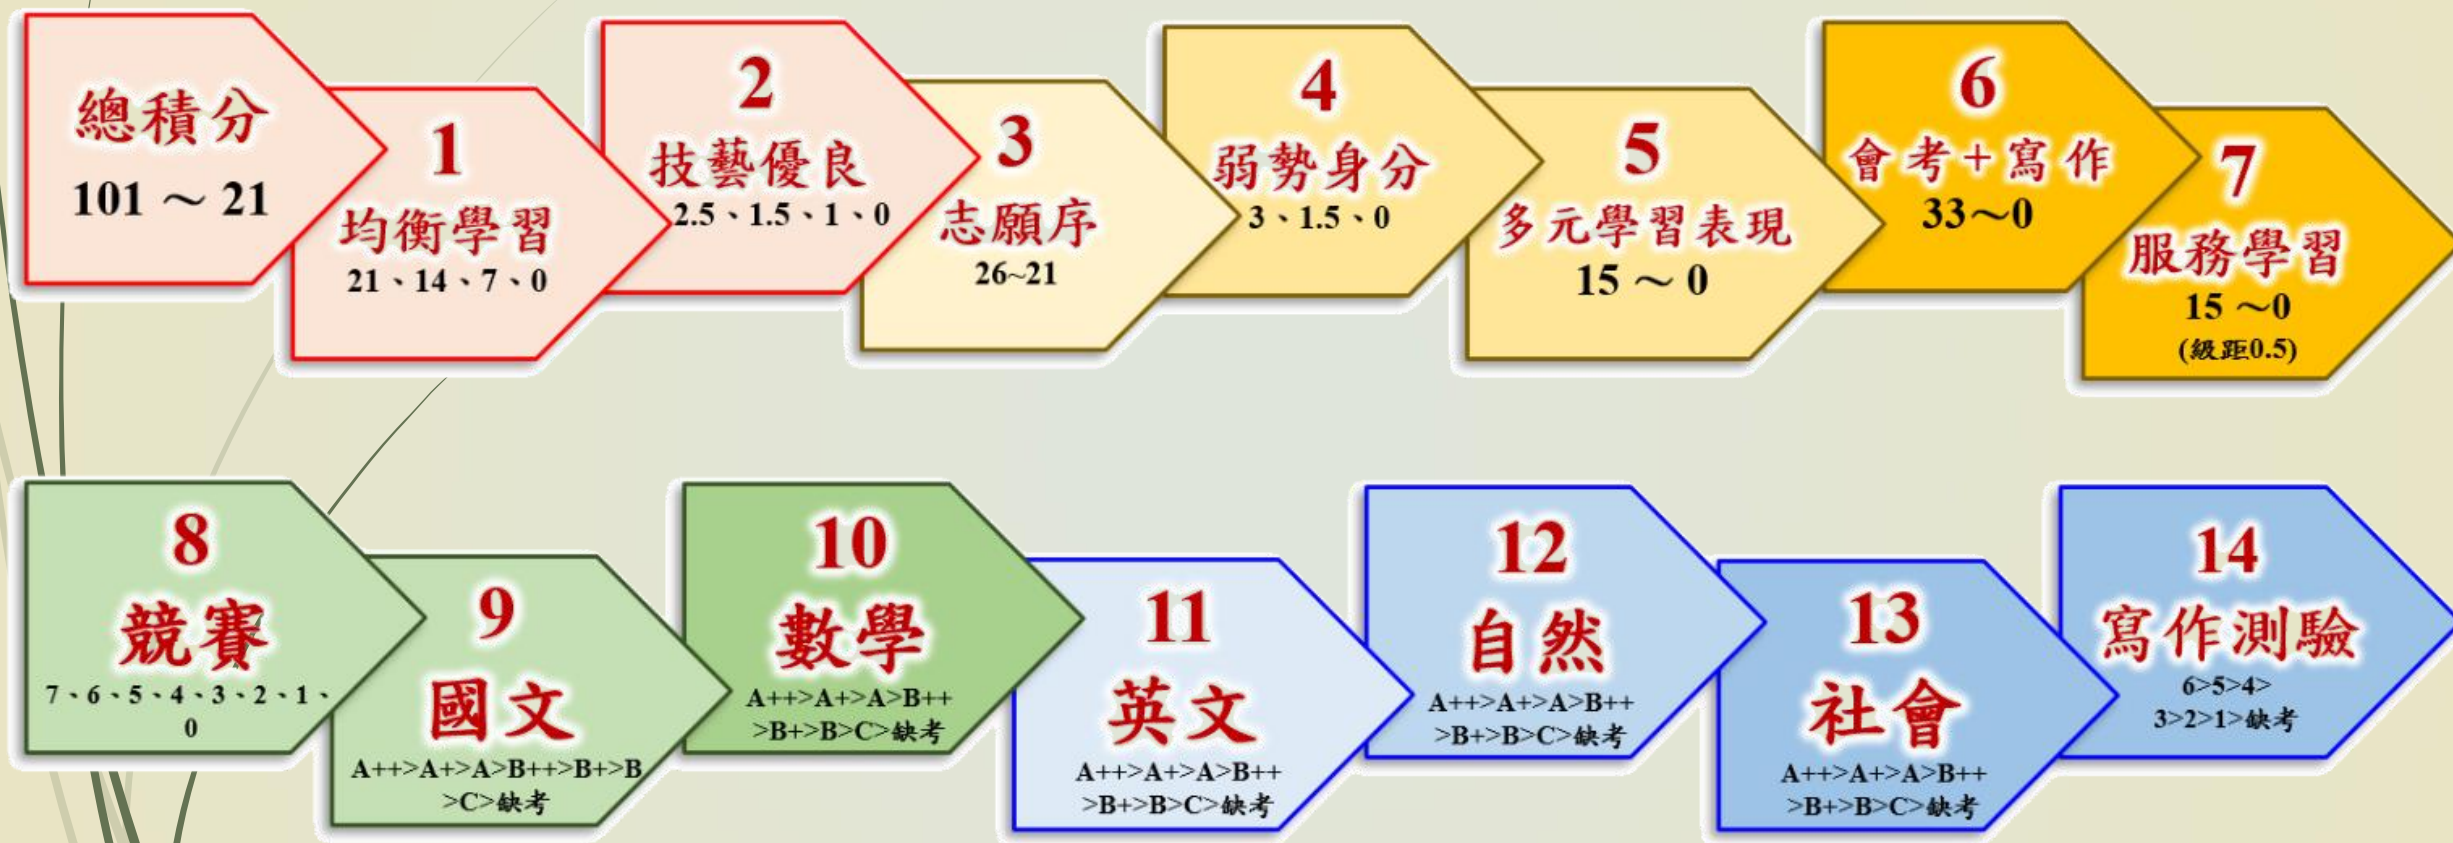 總積分
101 ～ 21
1
均衡學習
21、14、7、0
2
技藝優良
2.5、1.5、1、0
3
志願序
26~21
4
弱勢身分
3、1.5、0
5
多元學習表現
15 ～ 0
6
會考+寫作
33～0
7
服務學習
15 ～0
(級距0.5)
8
競賽
7、6、5、4、3、2、1、
0
9
國文
A++>A+>A>B++>B+>B
>C>缺考
10
數學
A++>A+>A>B++
>B+>B>C>缺考
11
英文
A++>A+>A>B++
>B+>B>C>缺考
12
自然
A++>A+>A>B++
>B+>B>C>缺考
13
社會
A++>A+>A>B++
>B+>B>C>缺考
14
寫作測驗
6>5>4>
3>2>1>缺考